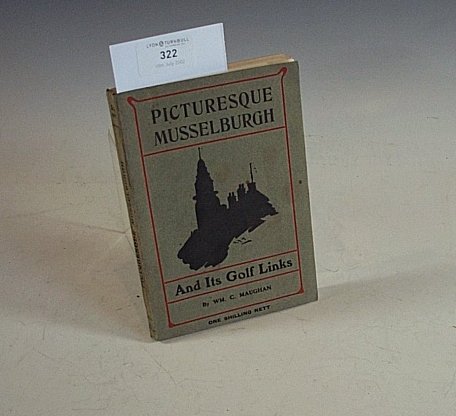 LYON & TURNBULL
322
PICTURESQUE
MUSSELBURGH
And Its Golf Links
By WM. C. MAUGHAN
ONE SHILLING NETT